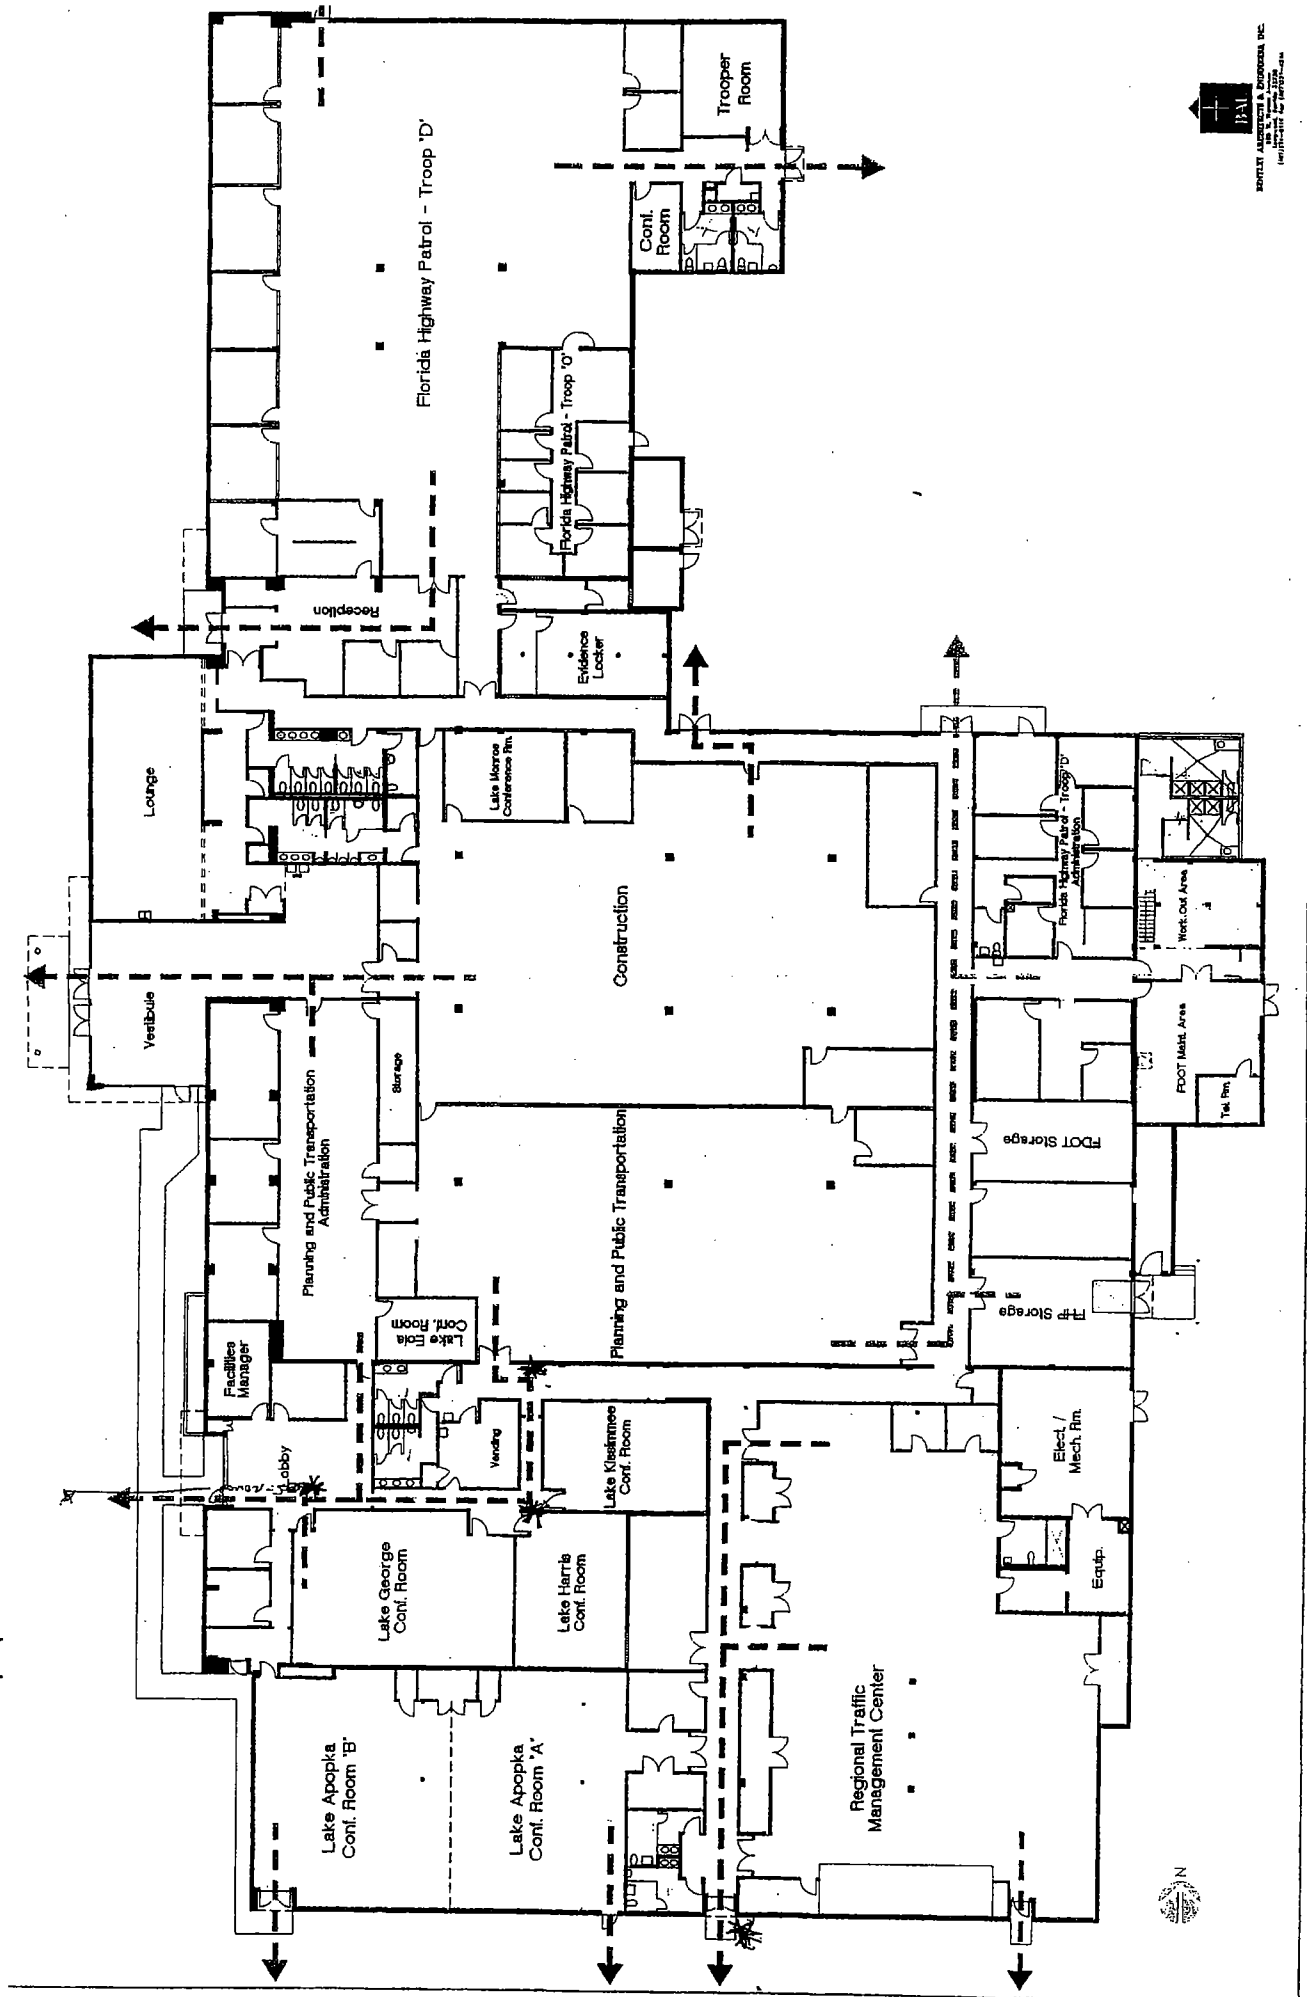 Trooper
Room
Florida Highway Patrol - Troop 'D'
Conf.
Room
Florida Highway Patrol - Troop 'O'
Reception
Evidence
Locker
Lounge
Lake Monroe
Conference Rm.
Construction
Florida Highway Patrol - Troop 'D'
Administration
Work Out Area
Vestibule
FDOT Maint. Area
Tel. Rm.
Storage
Planning and Public Transportation
Administration
Planning and Public Transportation
FDOT Storage
FHP Storage
Facilities
Manager
Lake Eola
Conf. Room
Lobby
Vending
Lake Kissimmee
Conf. Room
Elect./
Mech. Rm.
Equip.
Lake George
Conf. Room
Lake Harris
Conf. Room
Lake Apopka
Conf. Room "B"
Lake Apopka
Conf. Room "A"
Regional Traffic
Management Center
N
BAE
BENTLEY ARCHITECTS & ENGINEERS, INC.